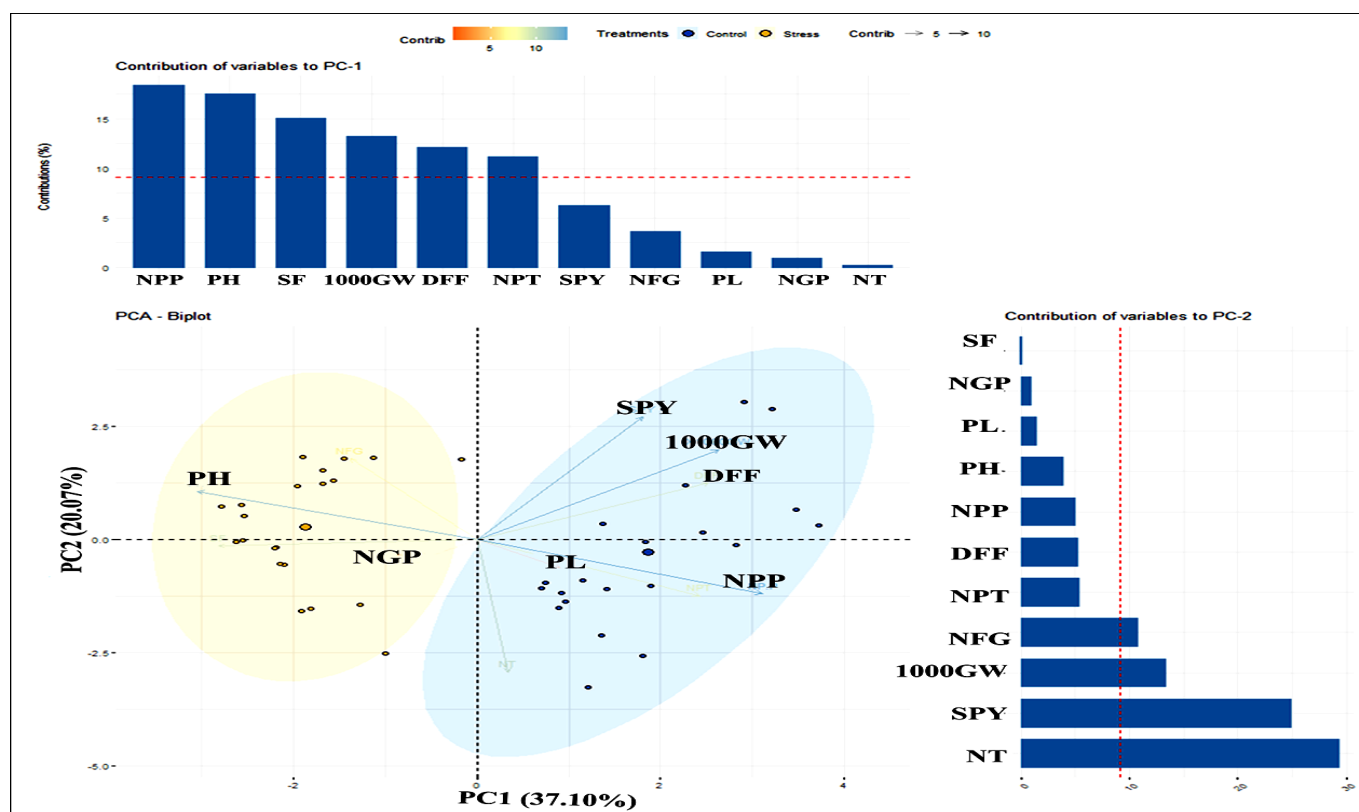 Contrib
5 10
Treatments Control Stress
Contrib 5 10
Contribution of variables to PC-1
Contributions (%)
15
10
5
0
NPP PH SF 1000GW DFF NPT SPY NFG PL NGP NT
PCA - Biplot
PC2 (20.07%)
2.5
0.0
-2.5
-5.0
SPY
1000GW
NFG
PH
DFF
NGP
PL
NPP
NPT
NT
-2 0 2 4
PC1 (37.10%)
Contribution of variables to PC-2
SF
NGP
PL
PH
NPP
DFF
NPT
NFG
1000GW
SPY
NT
0 10 20 30